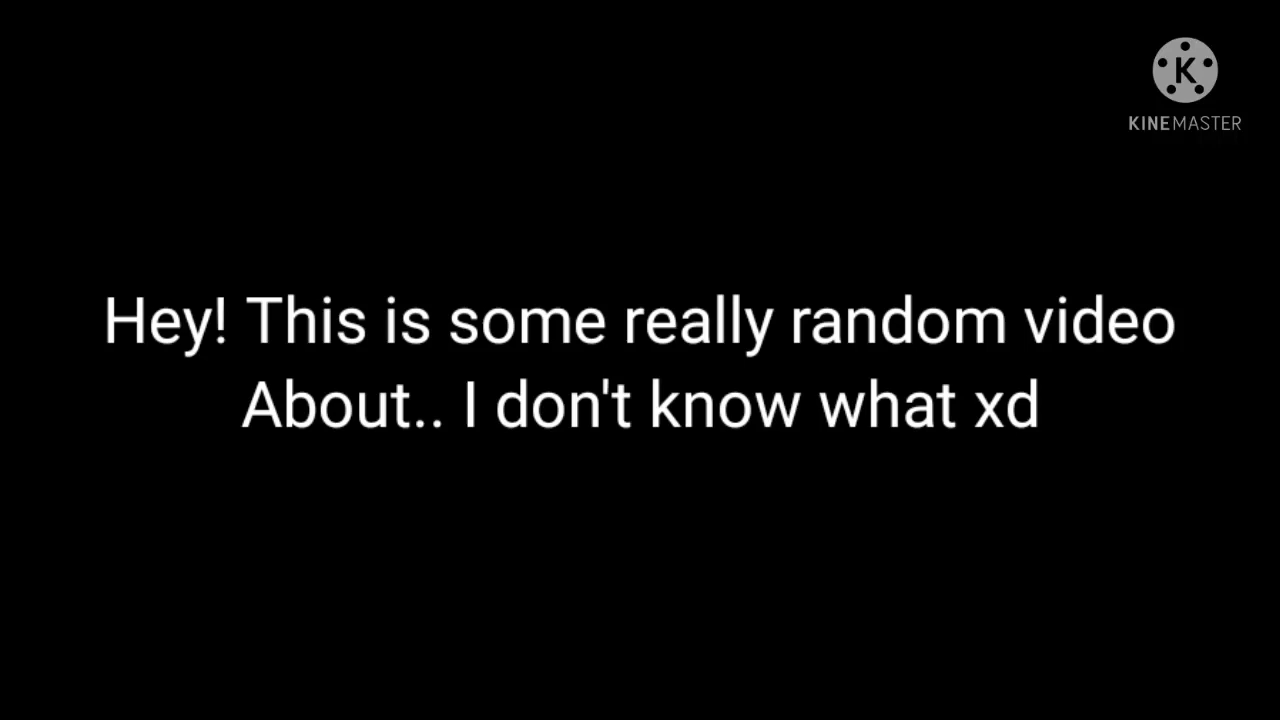 K
KINEMASTER
Hey! This is some really random video
About.. I don't know what xd